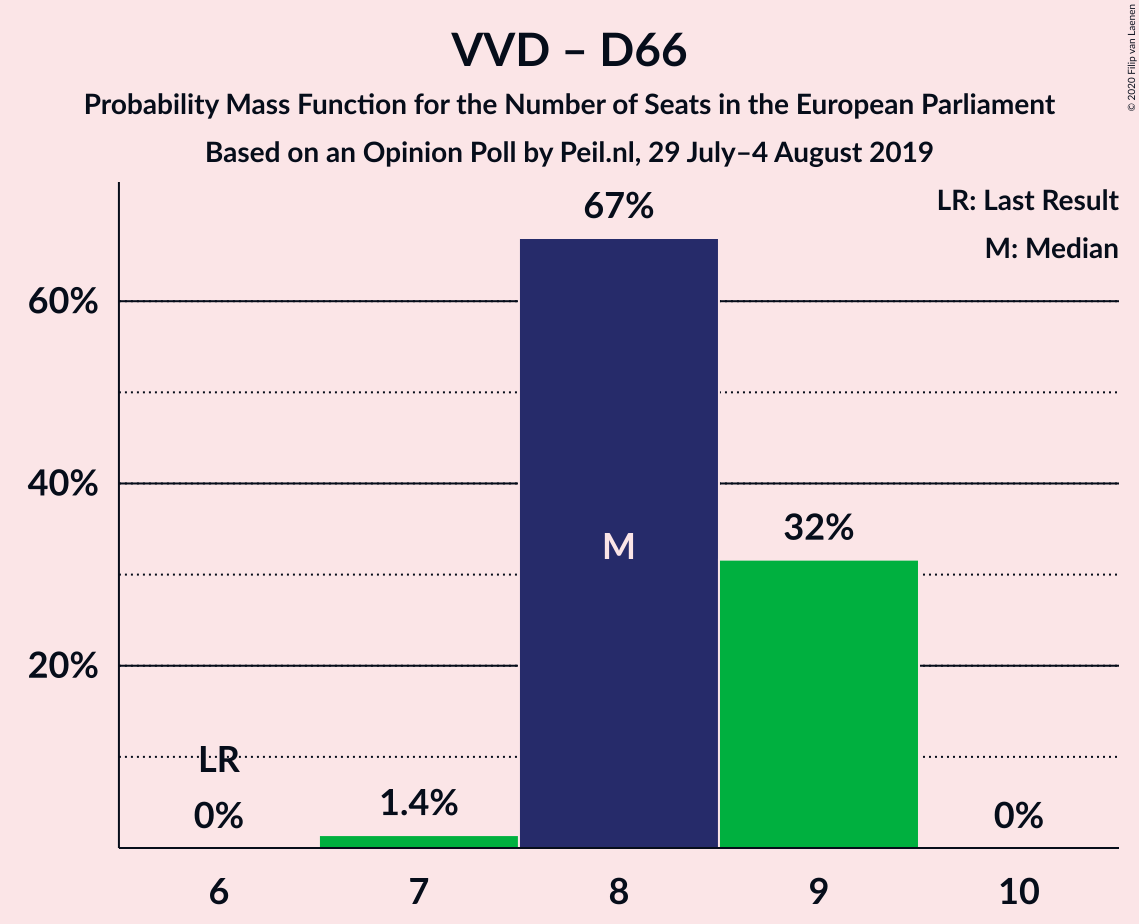 VVD – D66
Probability Mass Function for the Number of Seats in the European Parliament
Based on an Opinion Poll by Peil.nl, 29 July–4 August 2019
© 2020 Filip van Laenen
LR: Last Result
M: Median
67%
60%
M
40%
32%
20%
LR
0%
1.4%
0%
6 7 8 9 10